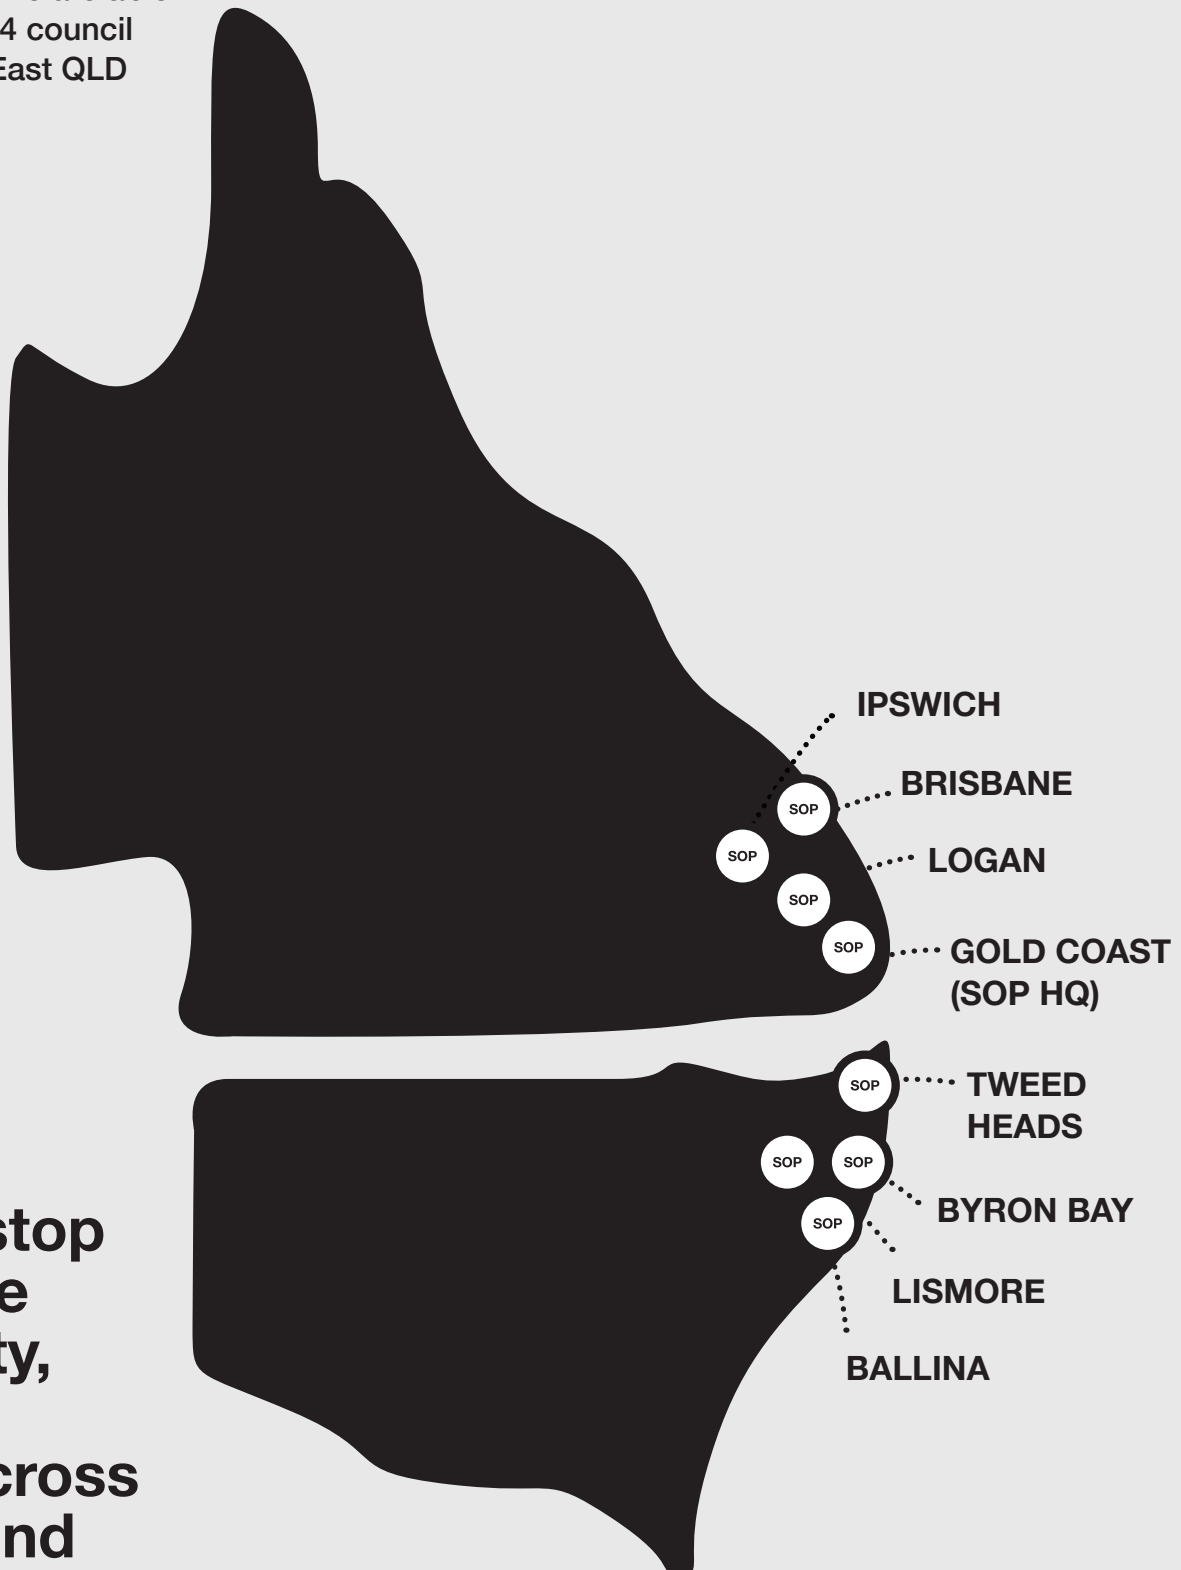 4 council
East QLD
IPSWICH
BRISBANE
SOP
SOP
LOGAN
SOP
SOP
GOLD COAST
(SOP HQ)
SOP
TWEED
HEADS
SOP
SOP
BYRON BAY
SOP
LISMORE
BALLINA
stop
e
ty,
cross
nd